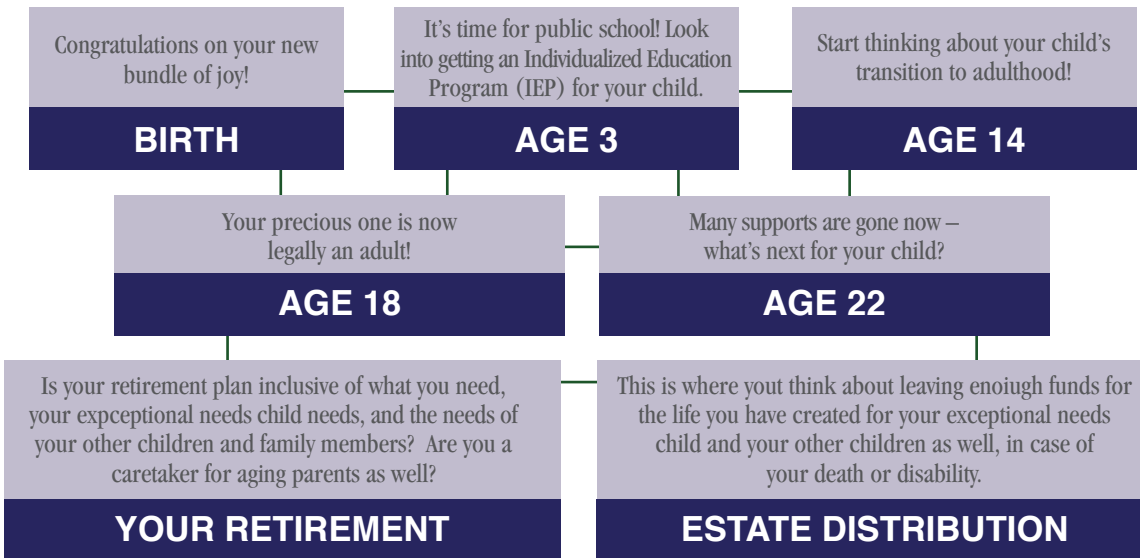 Congratulations on your new
bundle of joy!
BIRTH
It's time for public school! Look
into getting an Individualized Education
Program (IEP) for your child.
AGE 3
Start thinking about your child's
transition to adulthood!
AGE 14
Your precious one is now
legally an adult!
AGE 18
Many supports are gone now –
what's next for your child?
AGE 22
Is your retirement plan inclusive of what you need,
your expceptional needs child needs, and the needs of
your other children and family members?  Are you a
caretaker for aging parents as well?
YOUR RETIREMENT
This is where yout think about leaving enoiugh funds for
the life you have created for your exceptional needs
child and your other children as well, in case of
your death or disability.
ESTATE DISTRIBUTION